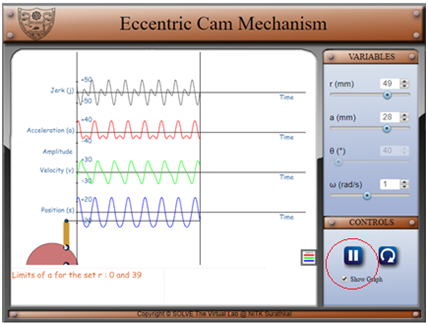 Eccentric Cam Mechanism
VARIABLES
r (mm) 49
a (mm) 28
θ (°) 40
ω (rad/s) 1
CONTROLS
Show Graph
+50
Jerk (j)
-50
Time
+40
Acceleration (a)
-40
Time
Amplitude
+30
Velocity (v)
-30
Time
+20
Position (s)
Time
Limits of a for the set r : 0 and 39
Copyright © SOLVE The Virtual Lab @ NITK Surathkal